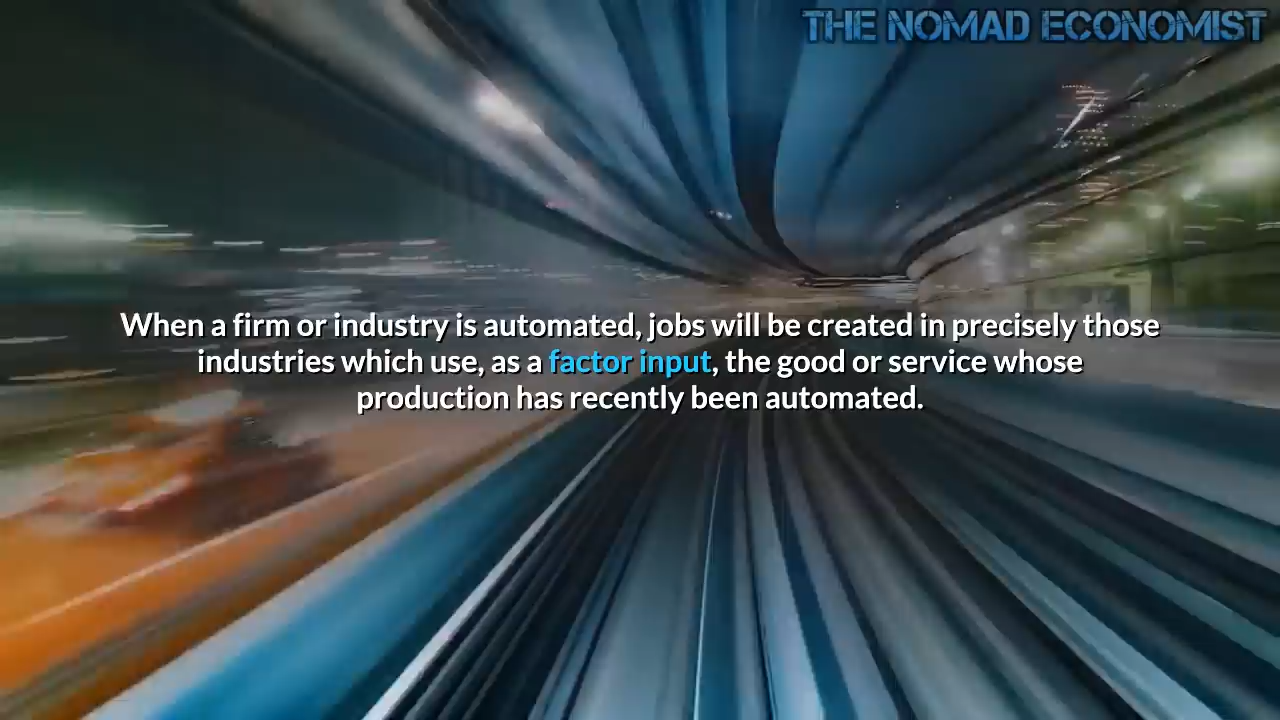 THE NOMAD ECONOMIST
When a firm or industry is automated, jobs will be created in precisely those
industries which use, as a factor input, the good or service whose
production has recently been automated.